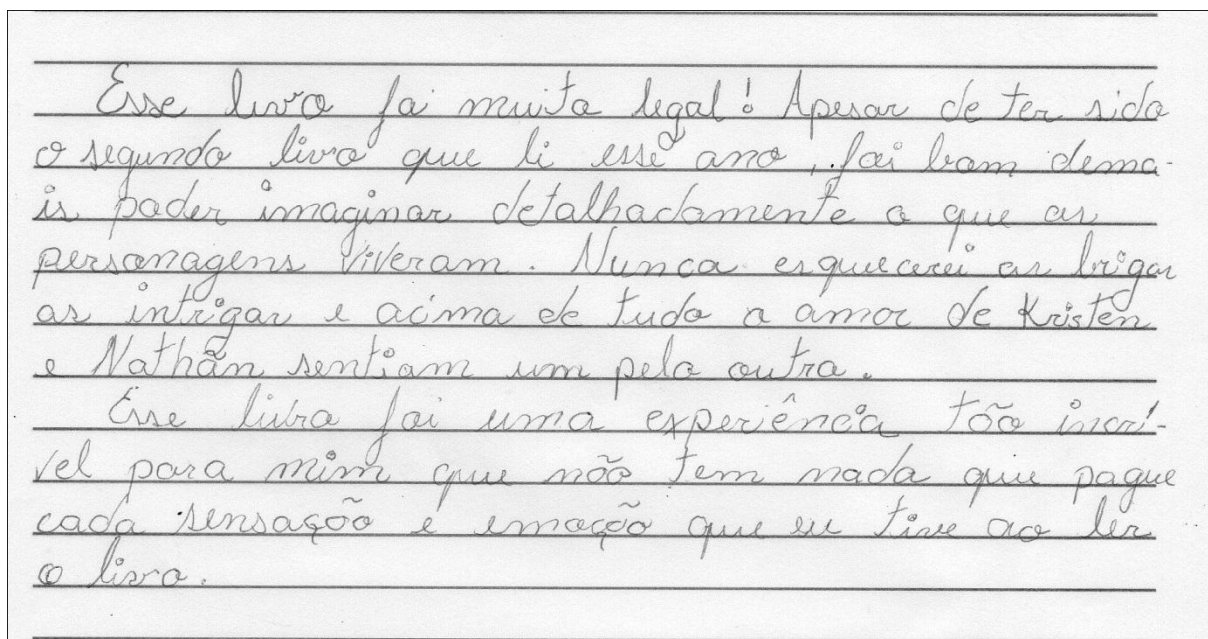 Esse livro foi muito legal! Apesar de ter sido
o segundo livro que li esse ano, foi bom dema-
is poder imaginar detalhadamente o que os
personagens viveram. Nunca esquecerei as brigas
as intrigas e acima de tudo o amor de Kristen
e Nathãn sentiam um pelo outro.
Esse livro foi uma experiência tão incrí-
vel para mim que não tem nada que pague
cada sensação e emoção que eu tive ao ler
o livro.